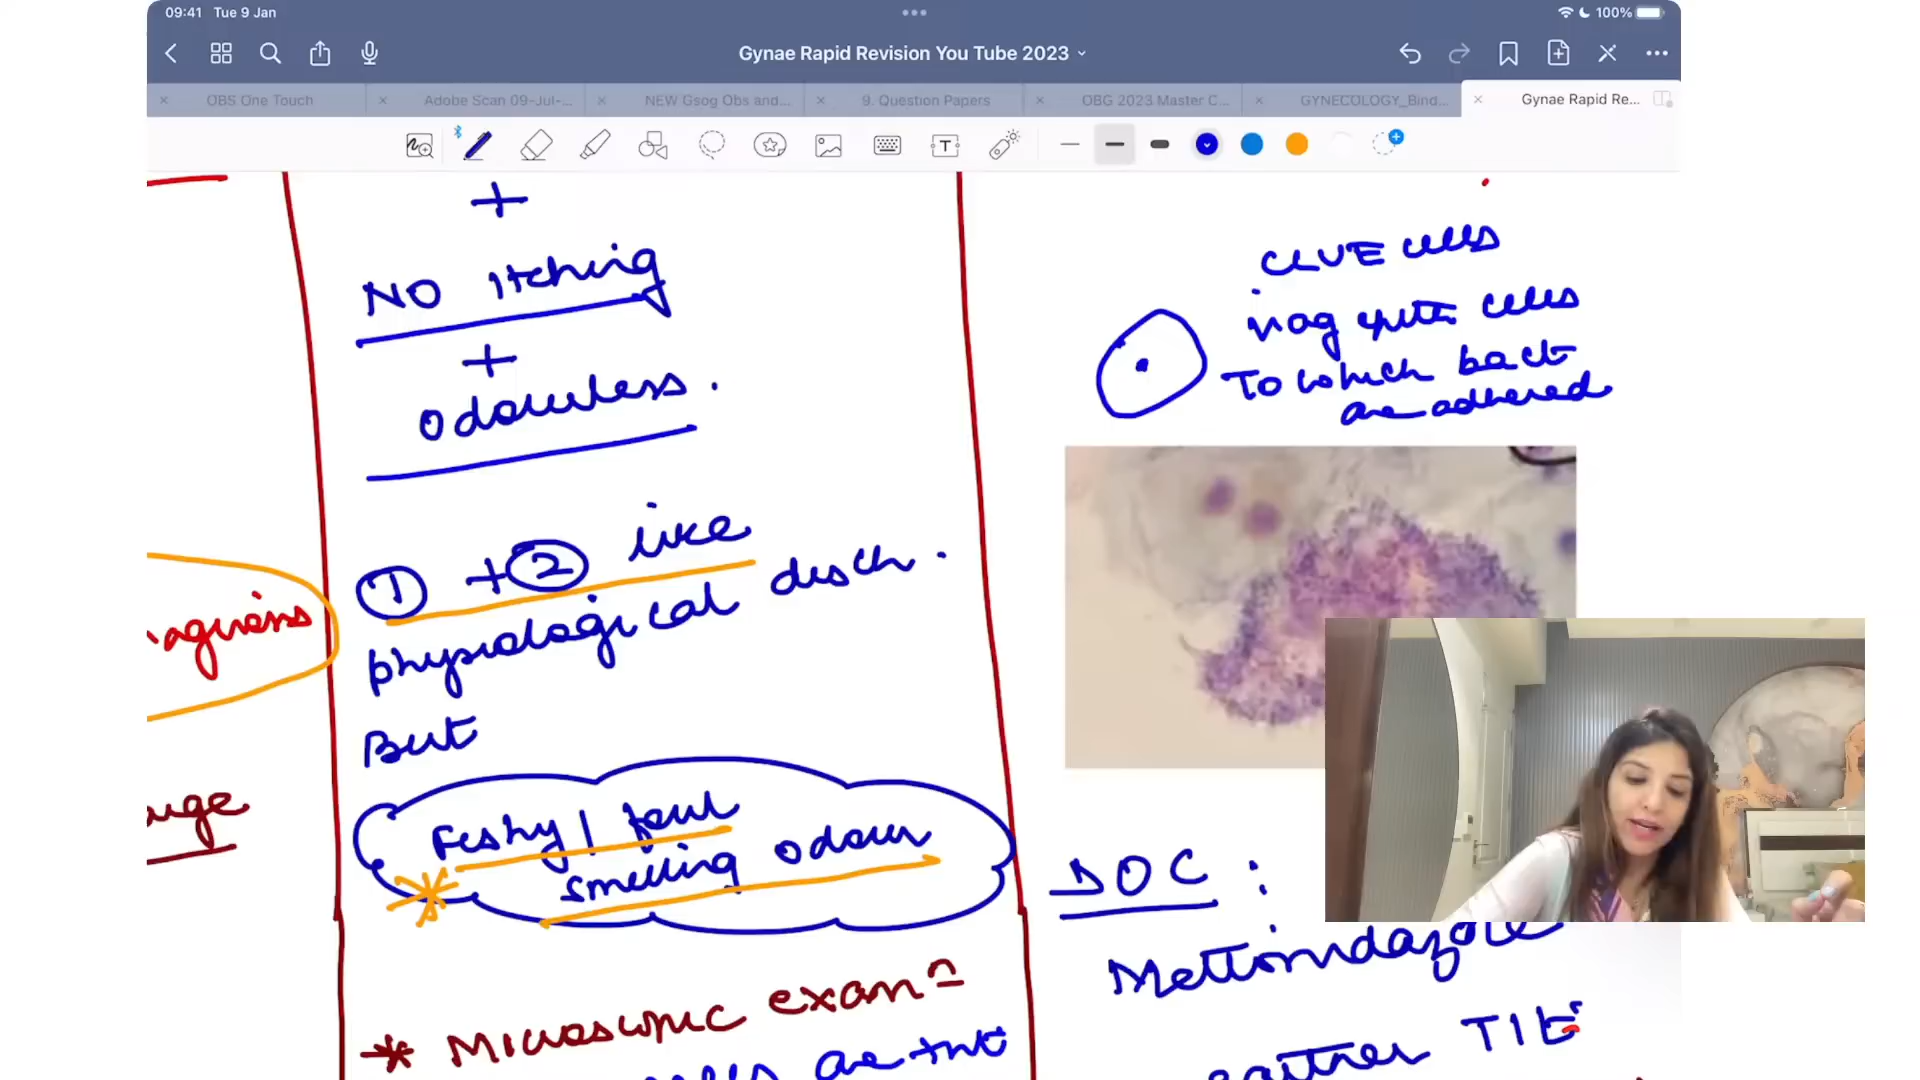 09:41 Tue 9 Jan
100%
Gynae Rapid Revision You Tube 2023
OBS One Touch
Adobe Scan 09-Jul-...
NEW Gsog Obs and...
9. Question Papers
OBG 2023 Master C...
GYNECOLOGY_Bind...
Gynae Rapid Re...
+
NO Itching
+
Odourless.
① + ② like
physiological disch.
But
Fishy / foul
smelling odour
* Microscopic exam
are
CLUE cells
vag cells
To which bact
are adhered
DOC:
Metronidazole